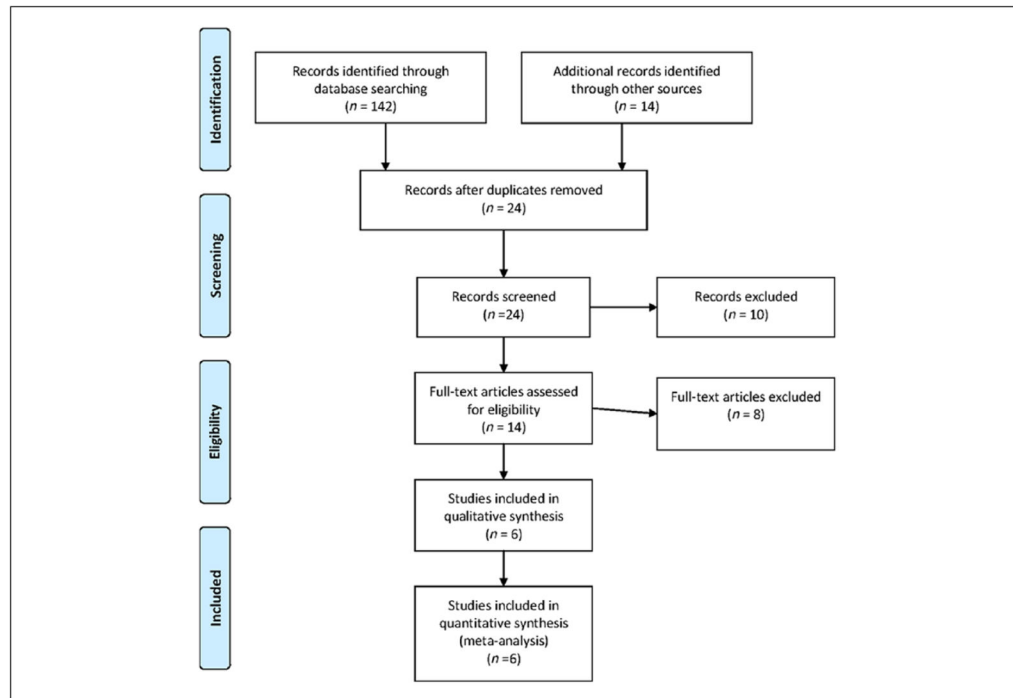 Identification
Records identified through
database searching
(n = 142)
Additional records identified
through other sources
(n = 14)
Records after duplicates removed
(n = 24)
Screening
Records screened
(n =24)
Records excluded
(n = 10)
Eligibility
Full-text articles assessed
for eligibility
(n = 14)
Full-text articles excluded
(n = 8)
Studies included in
qualitative synthesis
(n = 6)
Included
Studies included in
quantitative synthesis
(meta-analysis)
(n =6)